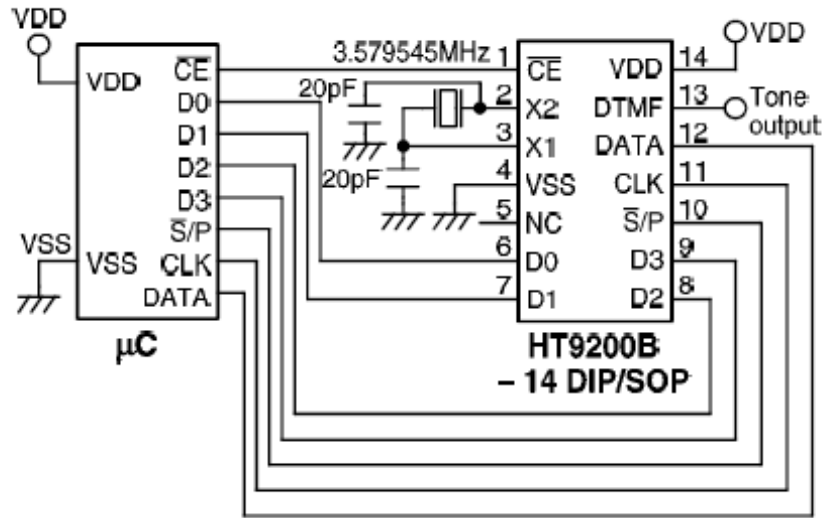 VDD
VDD
CE
D0
D1
D2
D3
S/P
CLK
DATA
VSS
VSS
μC
3.579545MHz
20pF
20pF
1
2
3
4
5
6
7
CE
X2
X1
VSS
NC
D0
D1
VDD
DTMF
DATA
CLK
S/P
D3
D2
14
13
12
11
10
9
8
VDD
Tone
output
HT9200B
– 14 DIP/SOP